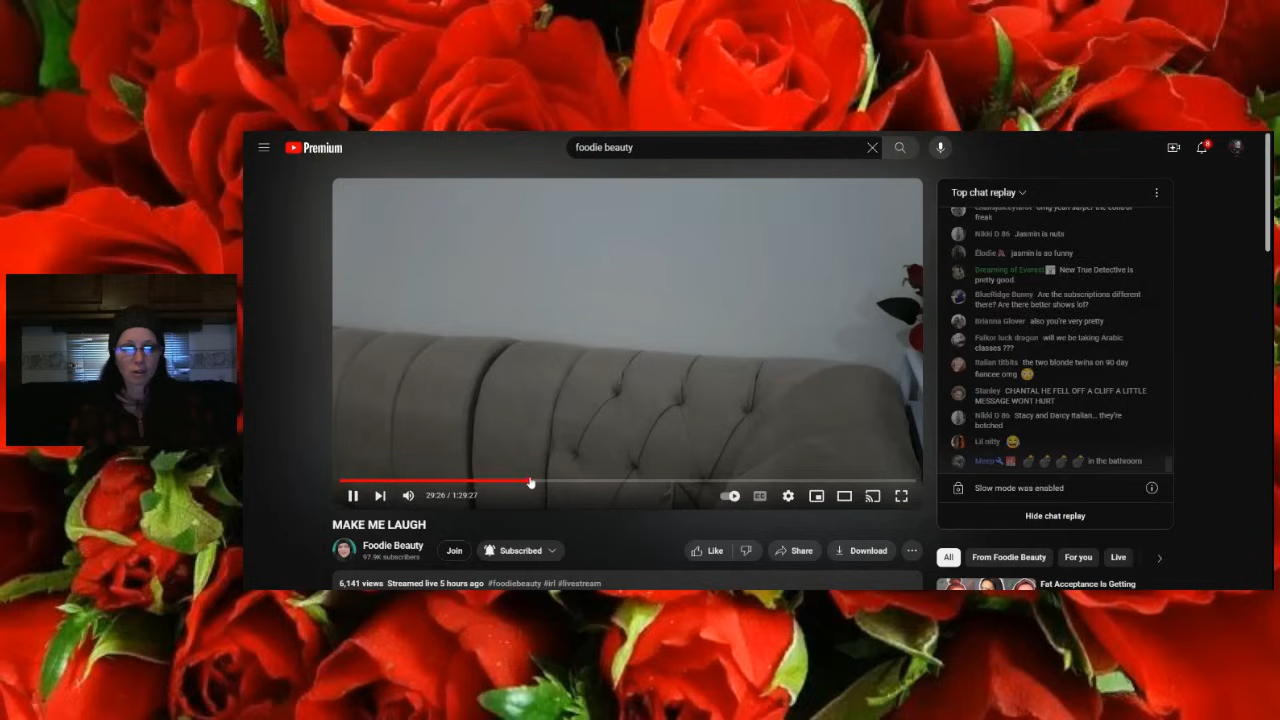 Premium
foodie beauty
8
Top chat replay
freak
Nikki D 86 Jasmin is nuts
Élodie jasmin is so funny
Dreaming of Everest New True Detective is
pretty good
BlueRidge Bunny Are the subscriptions different
there? Are there better shows lol?
Brianna Glover also you're very pretty
Falkor luck dragon will we be taking Arabic
classes ???
Italian titbits the two blonde twins on 90 day
fiancee omg
Stanley CHANTAL HE FELL OFF A CLIFF A LITTLE
MESSAGE WONT HURT
Nikki D 86 Stacy and Darcy Italian... they're
botched
Lil nitty
Meep in the bathroom
Slow mode was enabled
Hide chat replay
29:26 / 1:29:27
MAKE ME LAUGH
Foodie Beauty
97.9K subscribers
Join
Subscribed
Like
Share
Download
All
From Foodie Beauty
For you
Live
6,141 views Streamed live 5 hours ago #foodiebeauty #irl #livestream
Fat Acceptance Is Getting